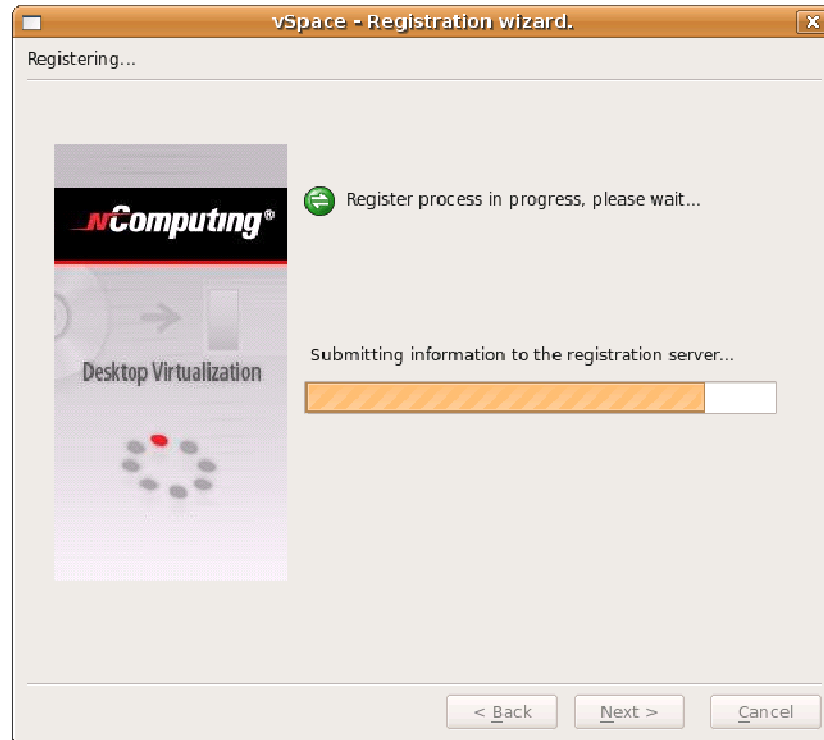 vSpace - Registration wizard.
Registering...
NComputing®
Register process in progress, please wait...
Submitting information to the registration server...
Desktop Virtualization
< Back
Next >
Cancel